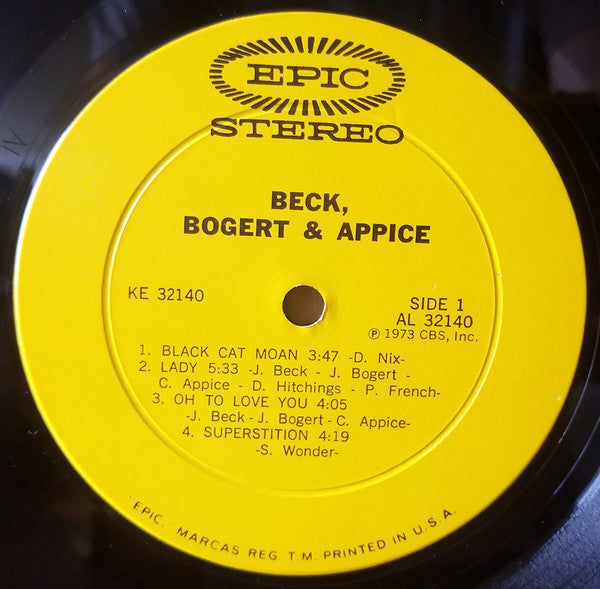 EPIC
STEREO
BECK,
BOGERT & APPICE
KE 32140
SIDE 1
AL 32140
℗ 1973 CBS, Inc.
1. BLACK CAT MOAN 3:47 -D. Nix-
2. LADY 5:33 -J. Beck - J. Bogert -
C. Appice - D. Hitchings - P. French-
3. OH TO LOVE YOU 4:05
-J. Beck-J. Bogert-C. Appice-
4. SUPERSTITION 4:19
-S. Wonder-
"EPIC," MARCAS REG. T.M. PRINTED IN U.S.A.